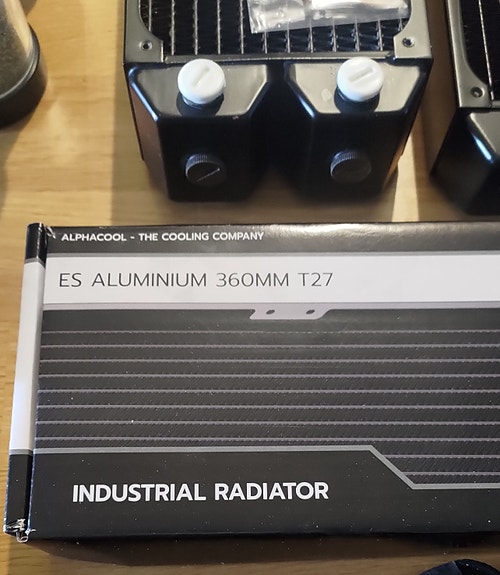 ALPHACOOL - THE COOLING COMPANY
ES ALUMINIUM 360MM T27
INDUSTRIAL RADIATOR